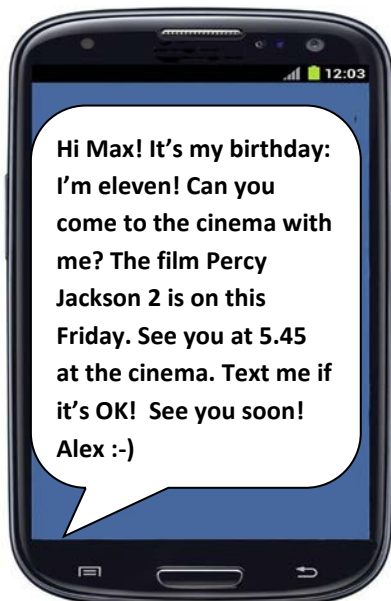 12:03
Hi Max! It’s my birthday:
I’m eleven! Can you
come to the cinema with
me? The film Percy
Jackson 2 is on this
Friday. See you at 5.45
at the cinema. Text me if
it’s OK!  See you soon!
Alex :-)